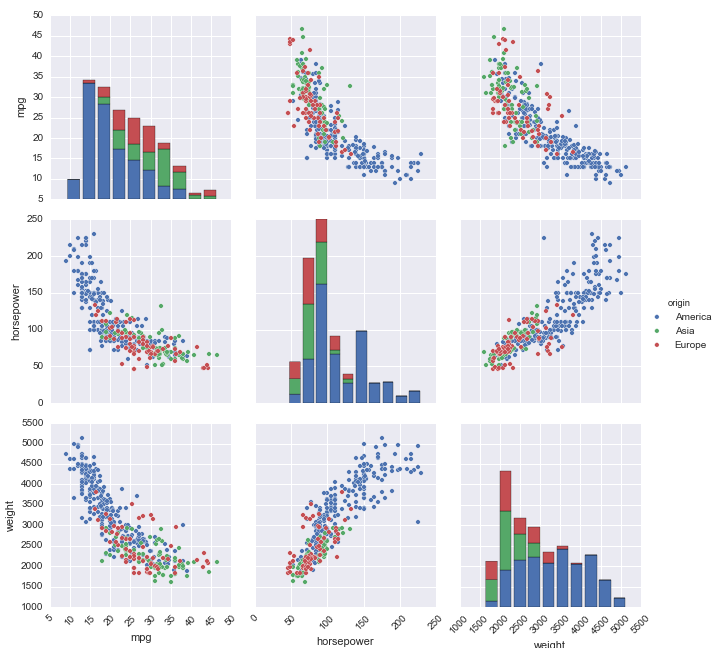 50
45
40
35
30
25
20
15
10
5
mpg
250
200
150
100
50
0
horsepower
origin
America
Asia
Europe
5500
5000
4500
4000
3500
3000
2500
2000
1500
1000
weight
5 10 15 20 25 30 35 40 45 50
mpg
0 50 100 150 200 250
horsepower
1000 1500 2000 2500 3000 3500 4000 4500 5000 5500
weight